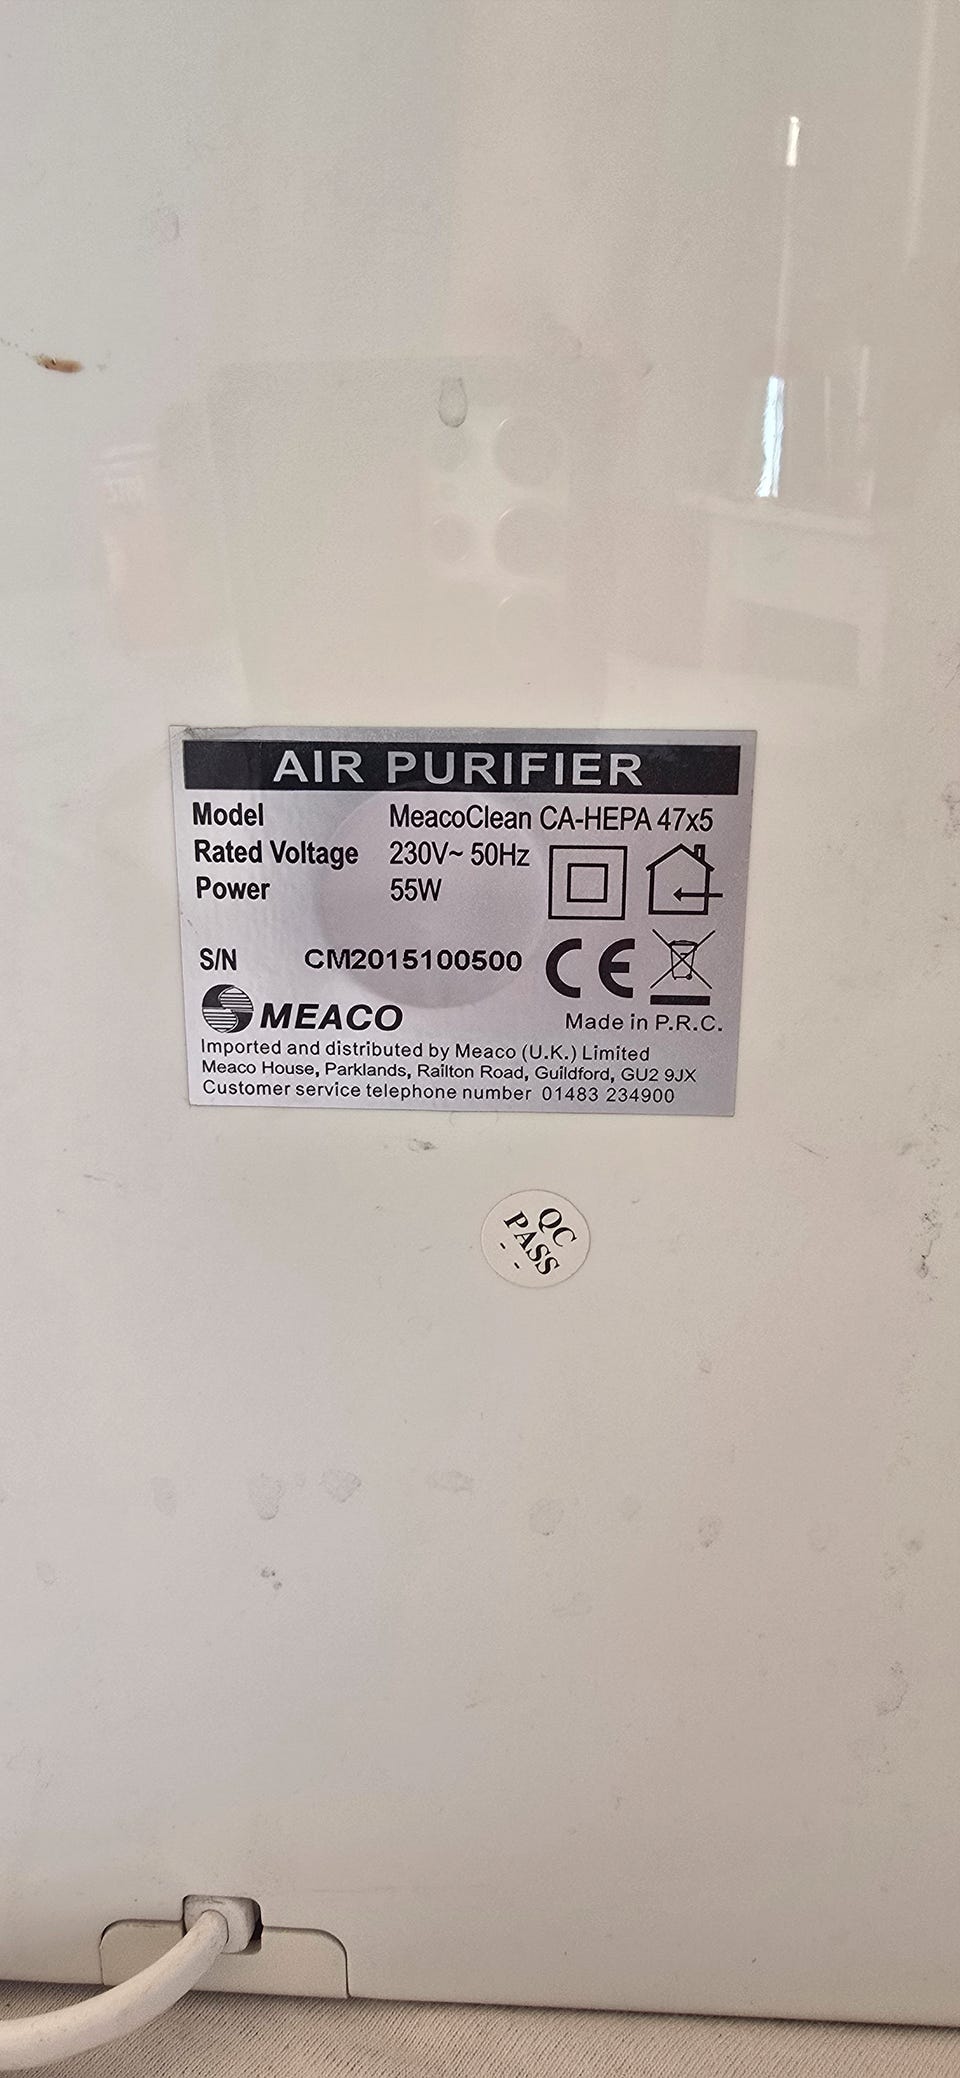 AIR PURIFIER
Model MeacoClean CA-HEPA 47x5
Rated Voltage 230V~ 50Hz
Power 55W
S/N CM2015100500
CE
MEACO
Made in P.R.C.
Imported and distributed by Meaco (U.K.) Limited
Meaco House, Parklands, Railton Road, Guildford, GU2 9JX
Customer service telephone number 01483 234900
QC
PASS
- -